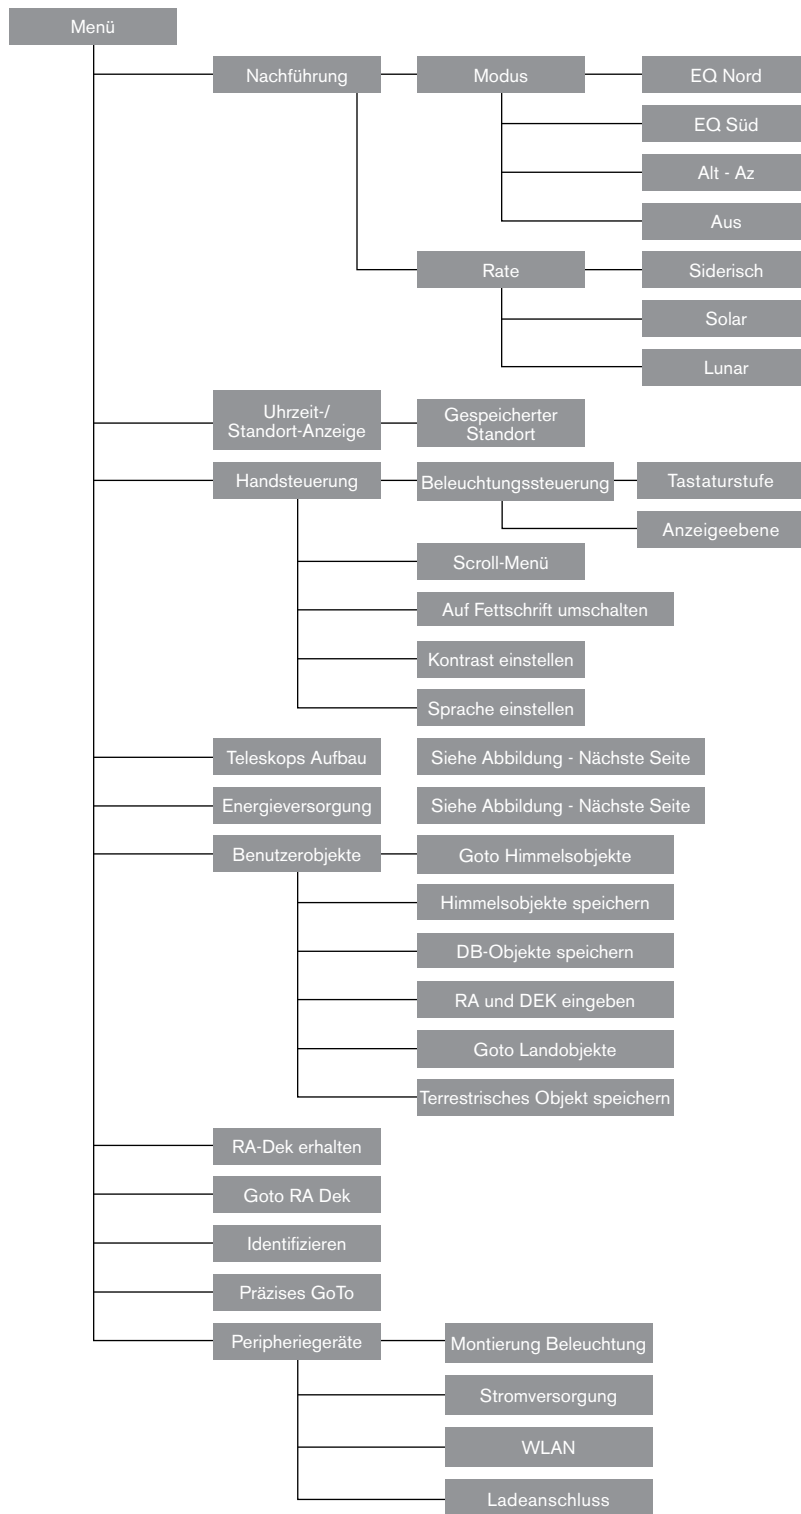 Menü
Nachführung
Modus
EQ Nord
EQ Süd
Alt - Az
Aus
Rate
Siderisch
Solar
Lunar
Uhrzeit-/
Standort-Anzeige
Gespeicherter
Standort
Handsteuerung
Beleuchtungssteuerung
Tastaturstufe
Anzeigeebene
Scroll-Menü
Auf Fettschrift umschalten
Kontrast einstellen
Sprache einstellen
Teleskops Aufbau
Siehe Abbildung - Nächste Seite
Energieversorgung
Siehe Abbildung - Nächste Seite
Benutzerobjekte
Goto Himmelsobjekte
Himmelsobjekte speichern
DB-Objekte speichern
RA und DEK eingeben
Goto Landobjekte
Terrestrisches Objekt speichern
RA-Dek erhalten
Goto RA Dek
Identifizieren
Präzises GoTo
Peripheriegeräte
Montierung Beleuchtung
Stromversorgung
WLAN
Ladeanschluss